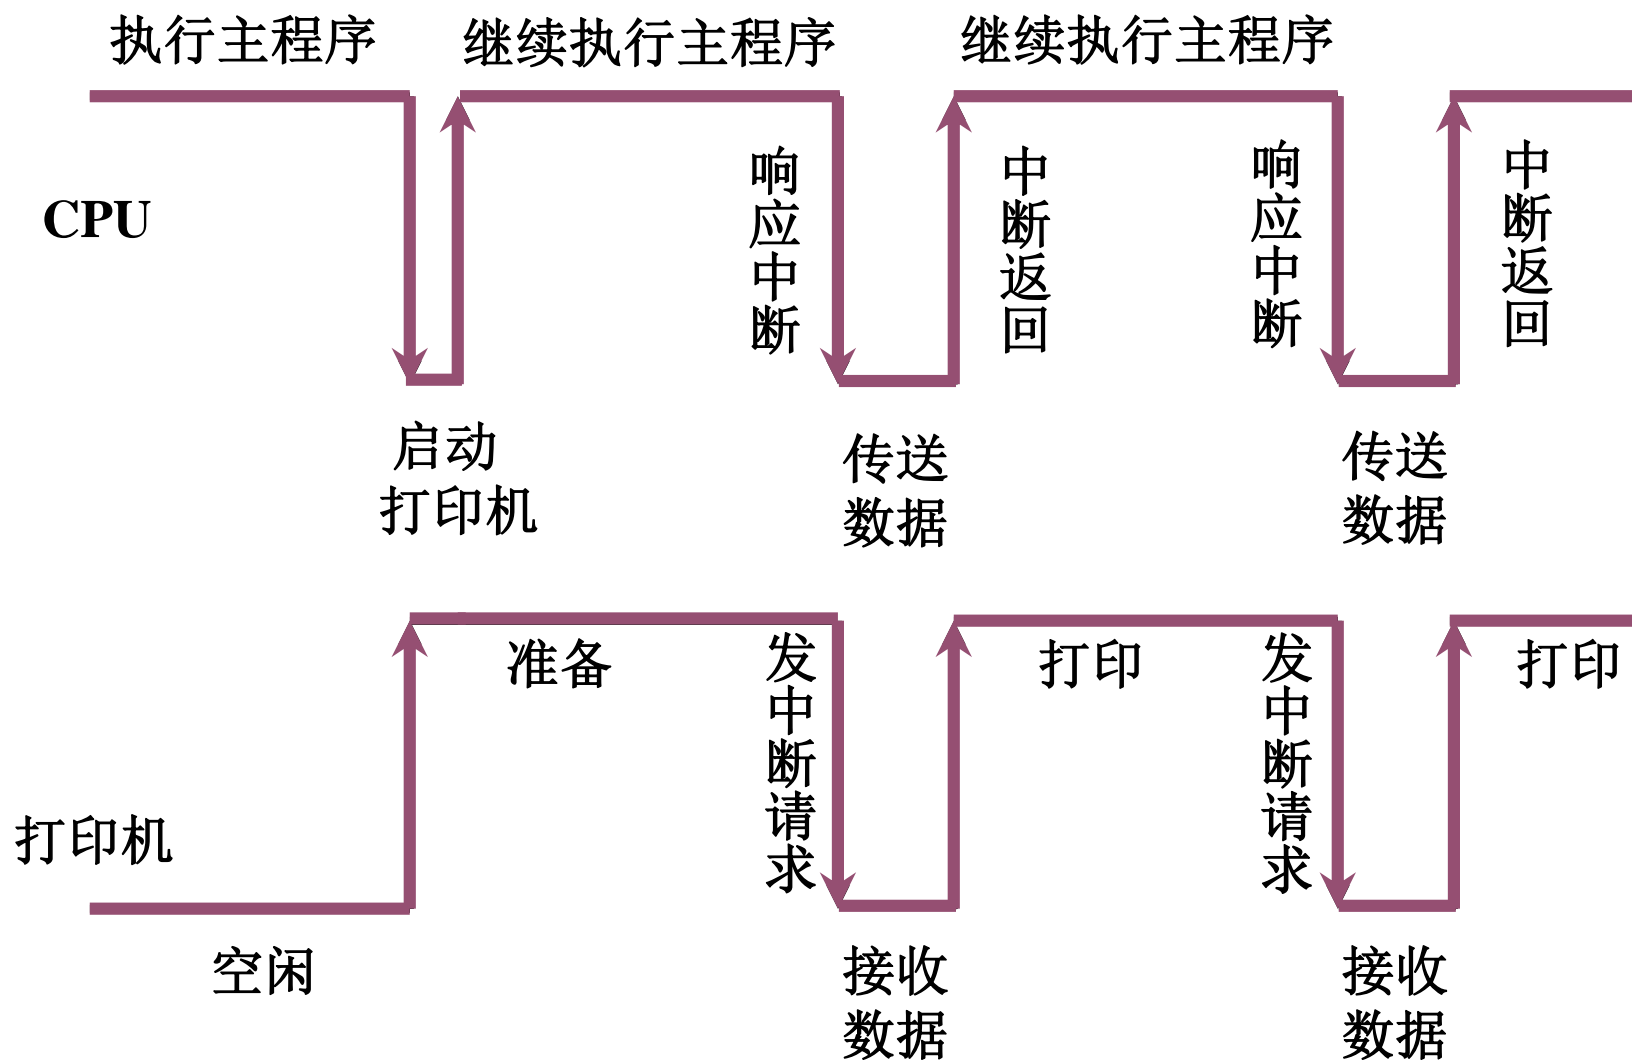 执行主程序
继续执行主程序
继续执行主程序
CPU
响应中断
中断返回
响应中断
中断返回
启动
打印机
传送
数据
传送
数据
准备
发中断请求
打印
发中断请求
打印
打印机
空闲
接收
数据
接收
数据